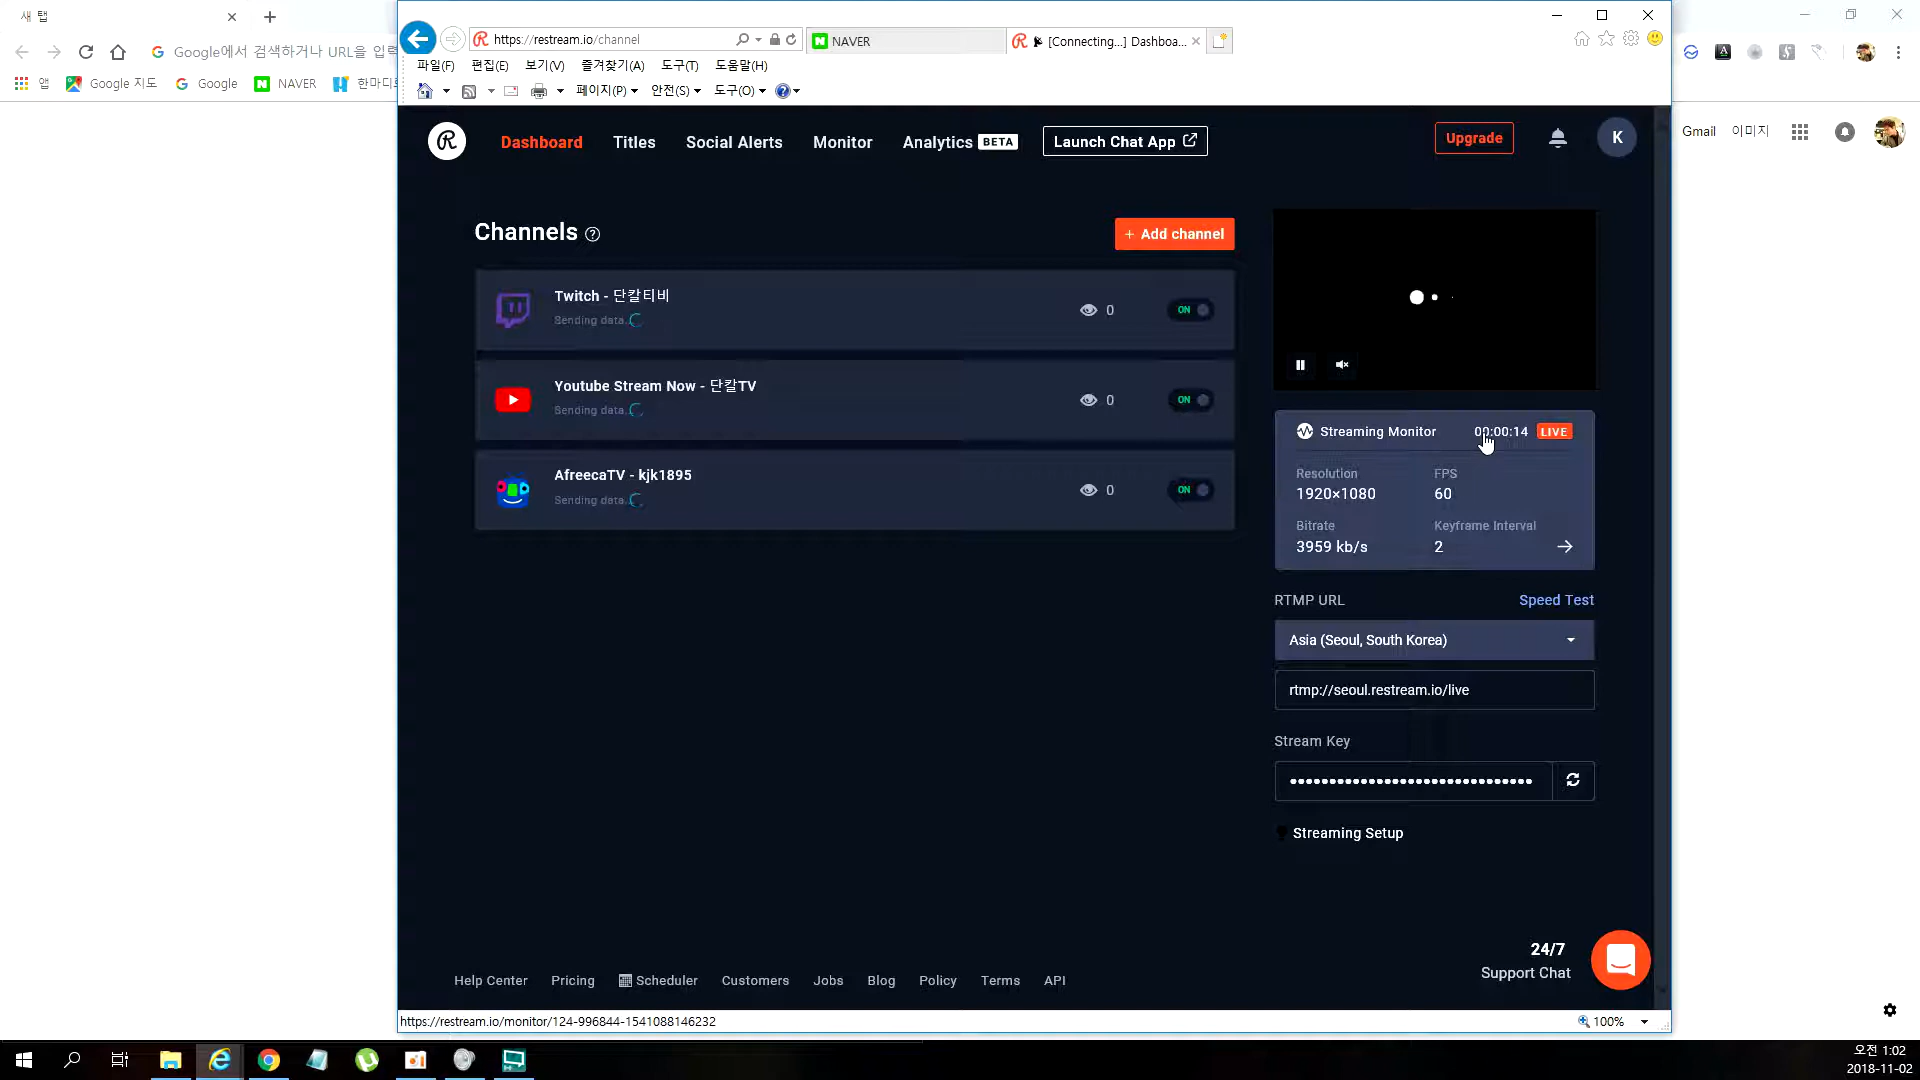 새 탭
Google에서 검색하거나 URL을 입력
앱
Google 지도
Google
NAVER
https://restream.io/channel
NAVER
[Connecting...] Dashboa...
파일(F)
편집(E)
보기(V)
즐겨찾기(A)
도구(T)
도움말(H)
페이지(P)
안전(S)
도구(O)
Gmail
이미지
Dashboard
Titles
Social Alerts
Monitor
Analytics BETA
Launch Chat App
Upgrade
K
Channels
+ Add channel
Twitch - 단칼티비
Sending data
0
ON
Youtube Stream Now - 단칼TV
Sending data
0
ON
AfreecaTV - kjk1895
Sending data
0
ON
Streaming Monitor
00:00:14
LIVE
Resolution
FPS
1920×1080
60
Bitrate
Keyframe Interval
3959 kb/s
2
RTMP URL
Speed Test
Asia (Seoul, South Korea)
rtmp://seoul.restream.io/live
Stream Key
Streaming Setup
24/7
Support Chat
Help Center
Pricing
Scheduler
Customers
Jobs
Blog
Policy
Terms
API
https://restream.io/monitor/124-996844-1541088146232
100%
오전 1:02
2018-11-02